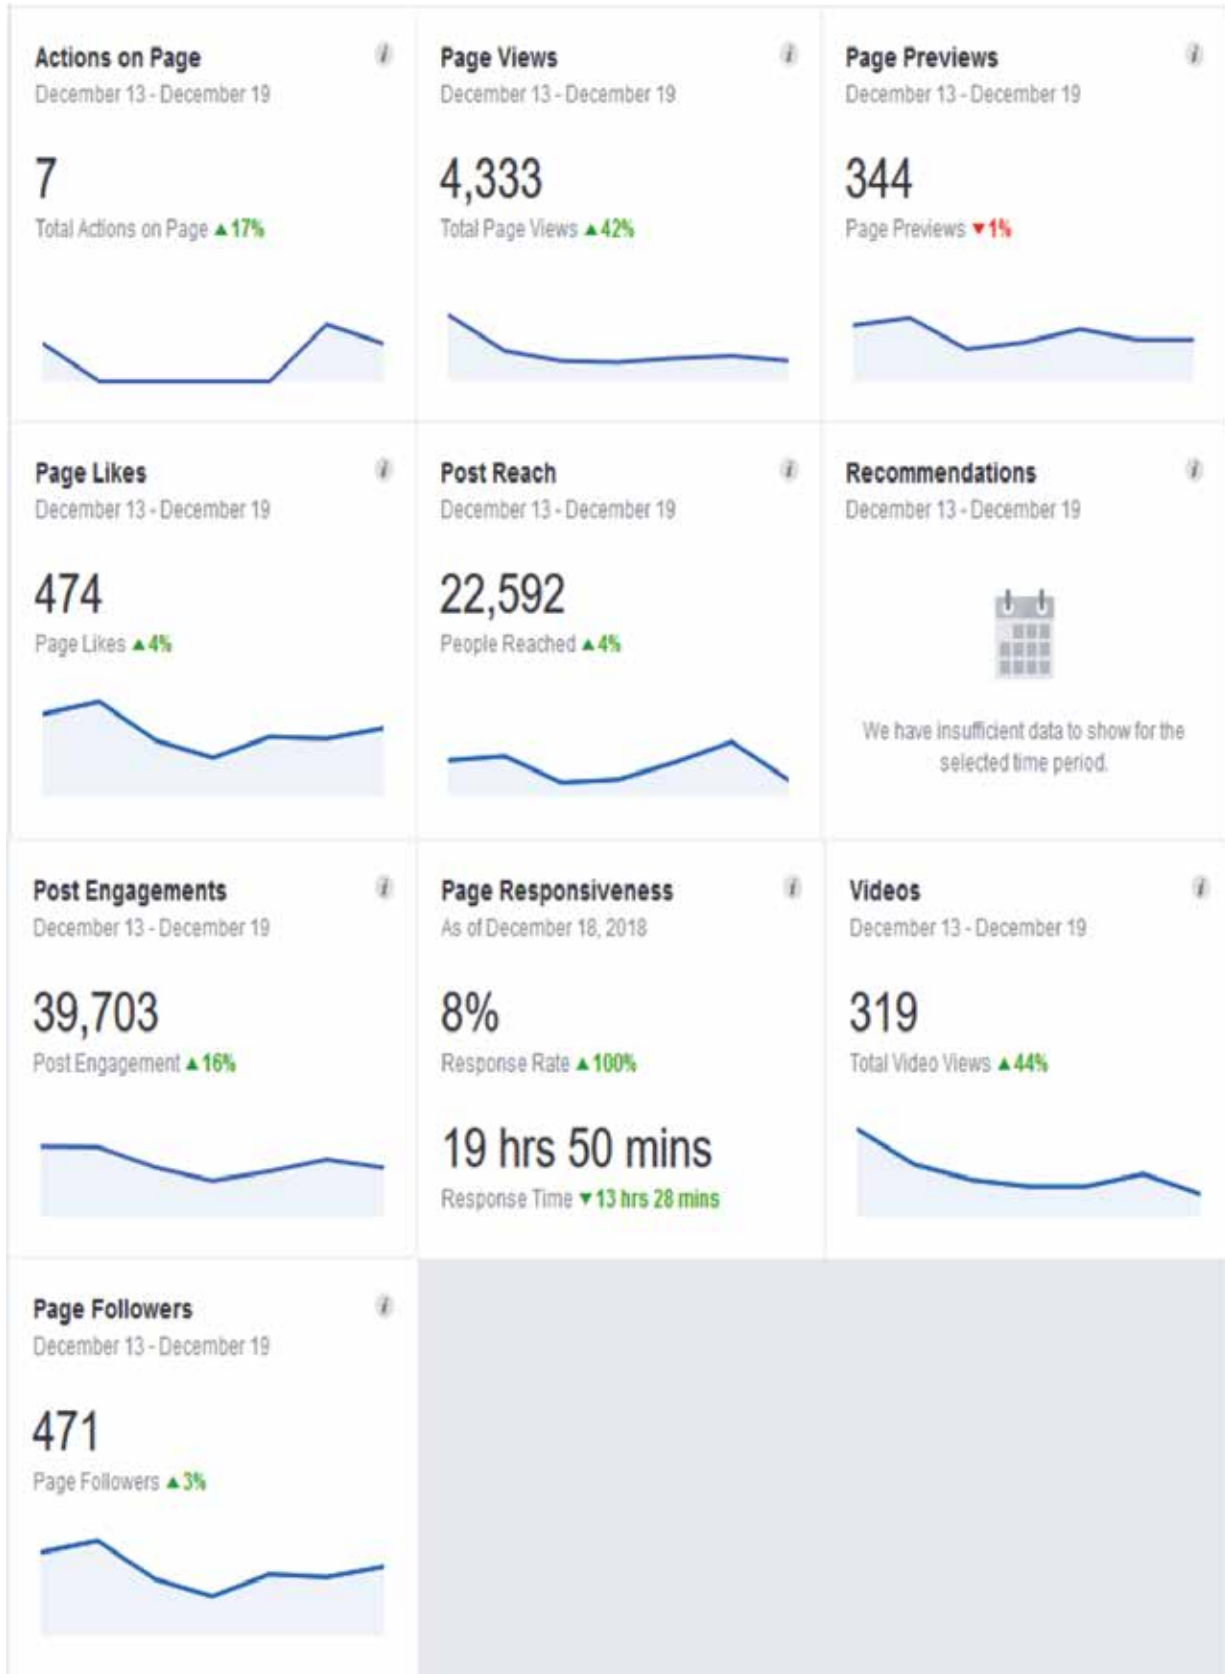 Actions on Page
December 13 - December 19
7
Total Actions on Page ▲17%
Page Views
December 13 - December 19
4,333
Total Page Views ▲42%
Page Previews
December 13 - December 19
344
Page Previews ▼1%
Page Likes
December 13 - December 19
474
Page Likes ▲4%
Post Reach
December 13 - December 19
22,592
People Reached ▲4%
Recommendations
December 13 - December 19
We have insufficient data to show for the
selected time period.
Post Engagements
December 13 - December 19
39,703
Post Engagement ▲16%
Page Responsiveness
As of December 18, 2018
8%
Response Rate ▲100%
19 hrs 50 mins
Response Time ▼13 hrs 28 mins
Videos
December 13 - December 19
319
Total Video Views ▲44%
Page Followers
December 13 - December 19
471
Page Followers ▲3%